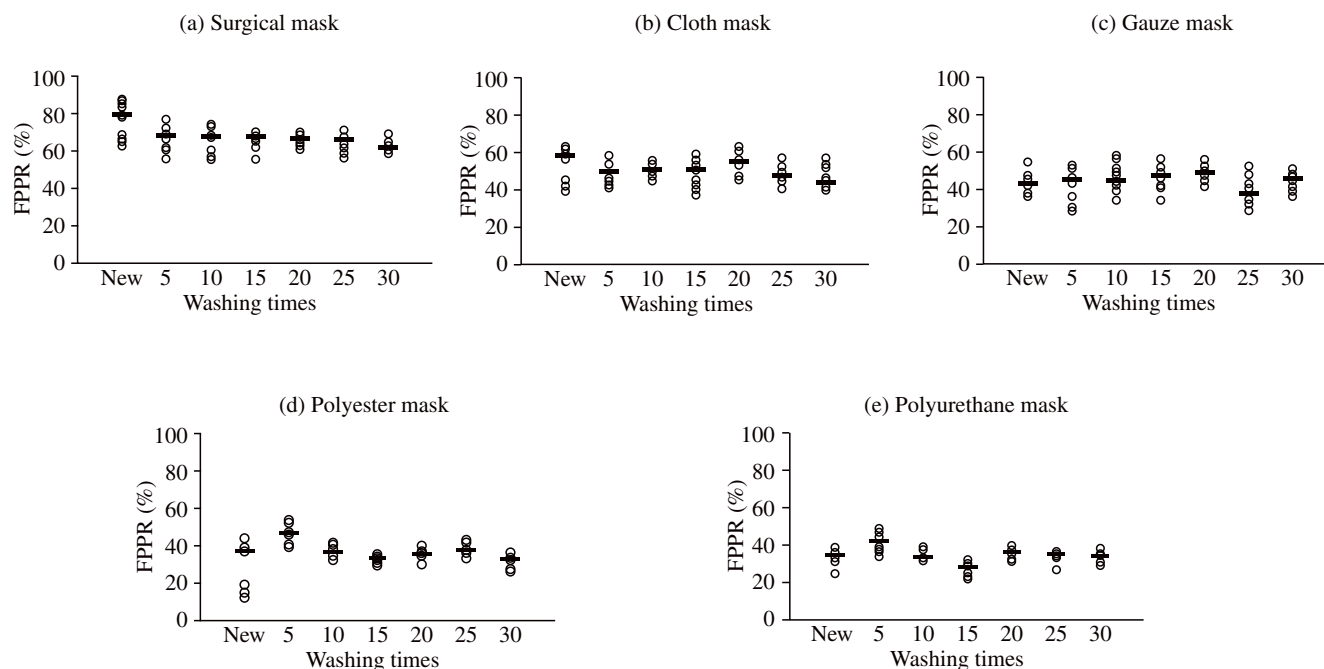 (a) Surgical mask
100
80
60
40
20
0
FPPR (%)
New 5 10 15 20 25 30
Washing times
(b) Cloth mask
100
80
60
40
20
0
FPPR (%)
New 5 10 15 20 25 30
Washing times
(c) Gauze mask
100
80
60
40
20
0
FPPR (%)
New 5 10 15 20 25 30
Washing times
(d) Polyester mask
100
80
60
40
20
0
FPPR (%)
New 5 10 15 20 25 30
Washing times
(e) Polyurethane mask
100
80
60
40
20
0
FPPR (%)
New 5 10 15 20 25 30
Washing times